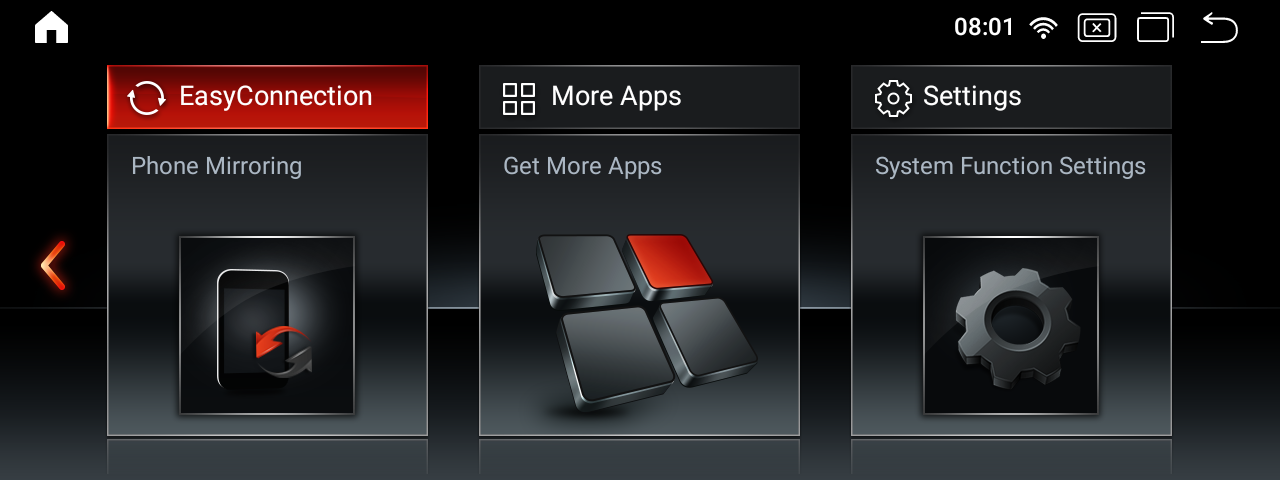 08:01
EasyConnection
More Apps
Settings
Phone Mirroring
Get More Apps
System Function Settings